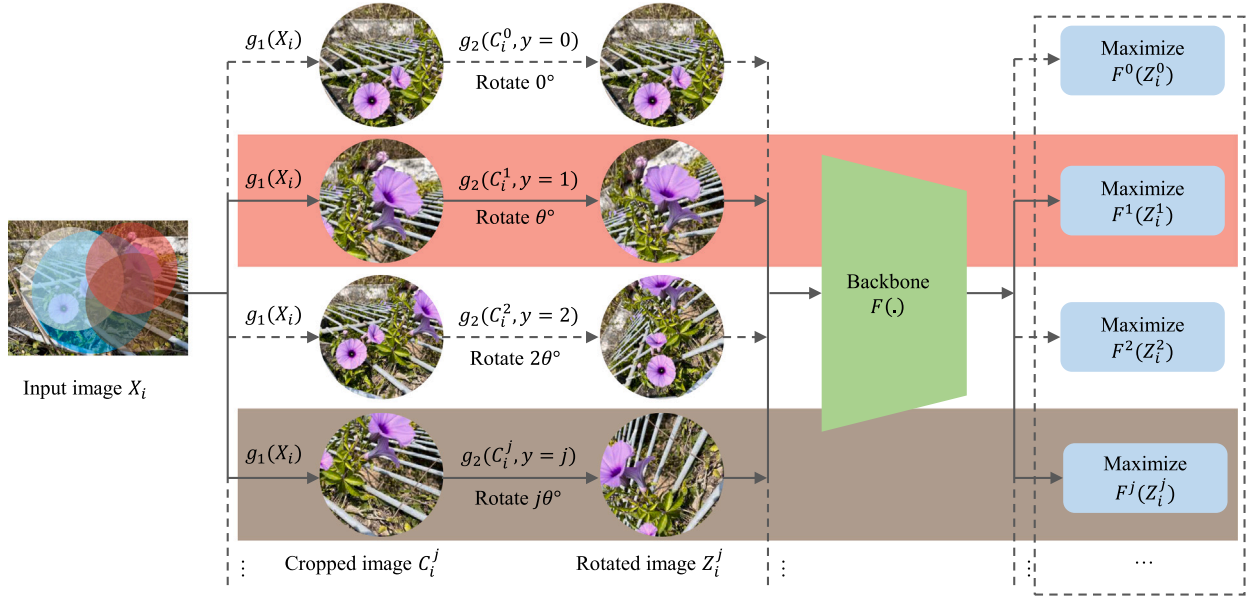 g₁(Xᵢ)
g₂(Cᵢ⁰, y = 0)
Rotate 0°
Maximize
F⁰(Zᵢ⁰)
g₁(Xᵢ)
g₂(Cᵢ¹, y = 1)
Rotate θ°
Maximize
F¹(Zᵢ¹)
Input image Xᵢ
g₁(Xᵢ)
g₂(Cᵢ², y = 2)
Rotate 2θ°
Backbone
F(.)
Maximize
F²(Zᵢ²)
g₁(Xᵢ)
g₂(Cᵢʲ, y = j)
Rotate jθ°
Maximize
Fʲ(Zᵢʲ)
⋮
Cropped image Cᵢʲ
Rotated image Zᵢʲ
⋮
⋮
…